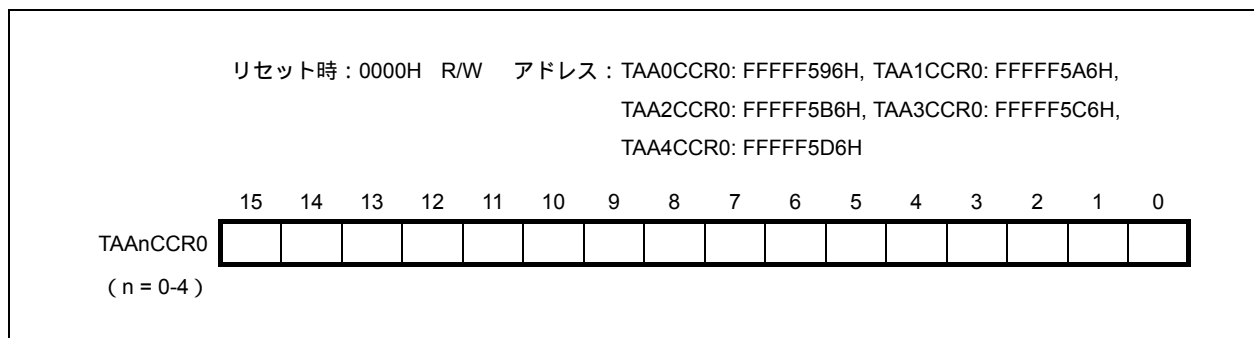 リセット時：0000H R/W アドレス：TAA0CCR0: FFFFF596H, TAA1CCR0: FFFFF5A6H,
TAA2CCR0: FFFFF5B6H, TAA3CCR0: FFFFF5C6H,
TAA4CCR0: FFFFF5D6H
15 14 13 12 11 10 9 8 7 6 5 4 3 2 1 0
TAAnCCR0
（n = 0-4）